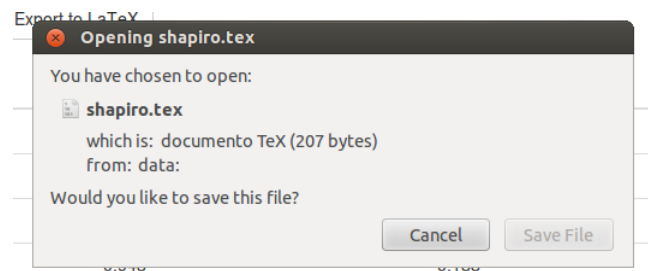 Export to LaTeX
Opening shapiro.tex
You have chosen to open:
shapiro.tex
which is: documento TeX (207 bytes)
from: data:
Would you like to save this file?
Cancel Save File